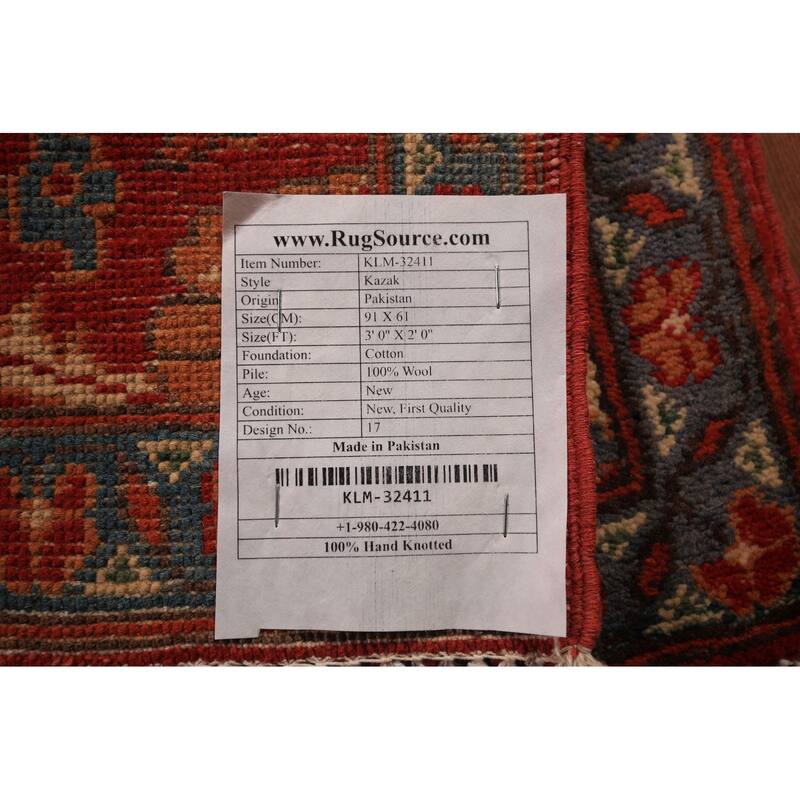 www.RugSource.com
Item Number: KLM-32411
Style Kazak
Origin Pakistan
Size(CM): 91 X 61
Size(FT): 3' 0" X 2' 0"
Foundation: Cotton
Pile: 100% Wool
Age: New
Condition: New, First Quality
Design No.: 17
Made in Pakistan
KLM-32411
+1-980-422-4080
100% Hand Knotted